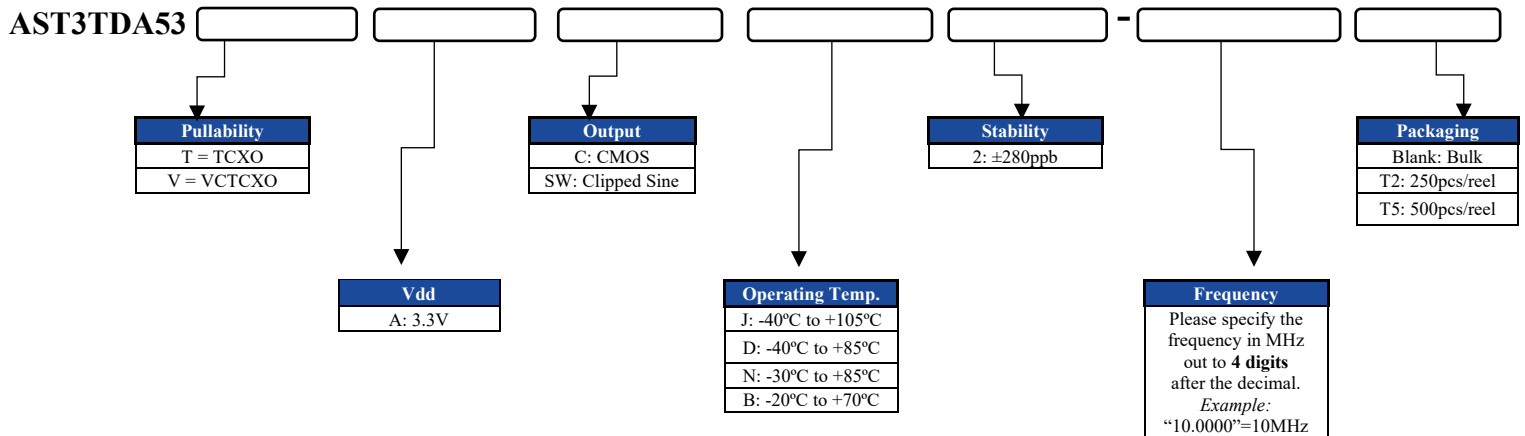 AST3TDA53 -
Pullability
T = TCXO
V = VCTCXO
Output
C: CMOS
SW: Clipped Sine
Stability
2: ±280ppb
Packaging
Blank: Bulk
T2: 250pcs/reel
T5: 500pcs/reel
Vdd
A: 3.3V
Operating Temp.
J: -40ºC to +105ºC
D: -40ºC to +85ºC
N: -30ºC to +85ºC
B: -20ºC to +70ºC
Frequency
Please specify the
frequency in MHz
out to 4 digits
after the decimal.
Example:
“10.0000”=10MHz